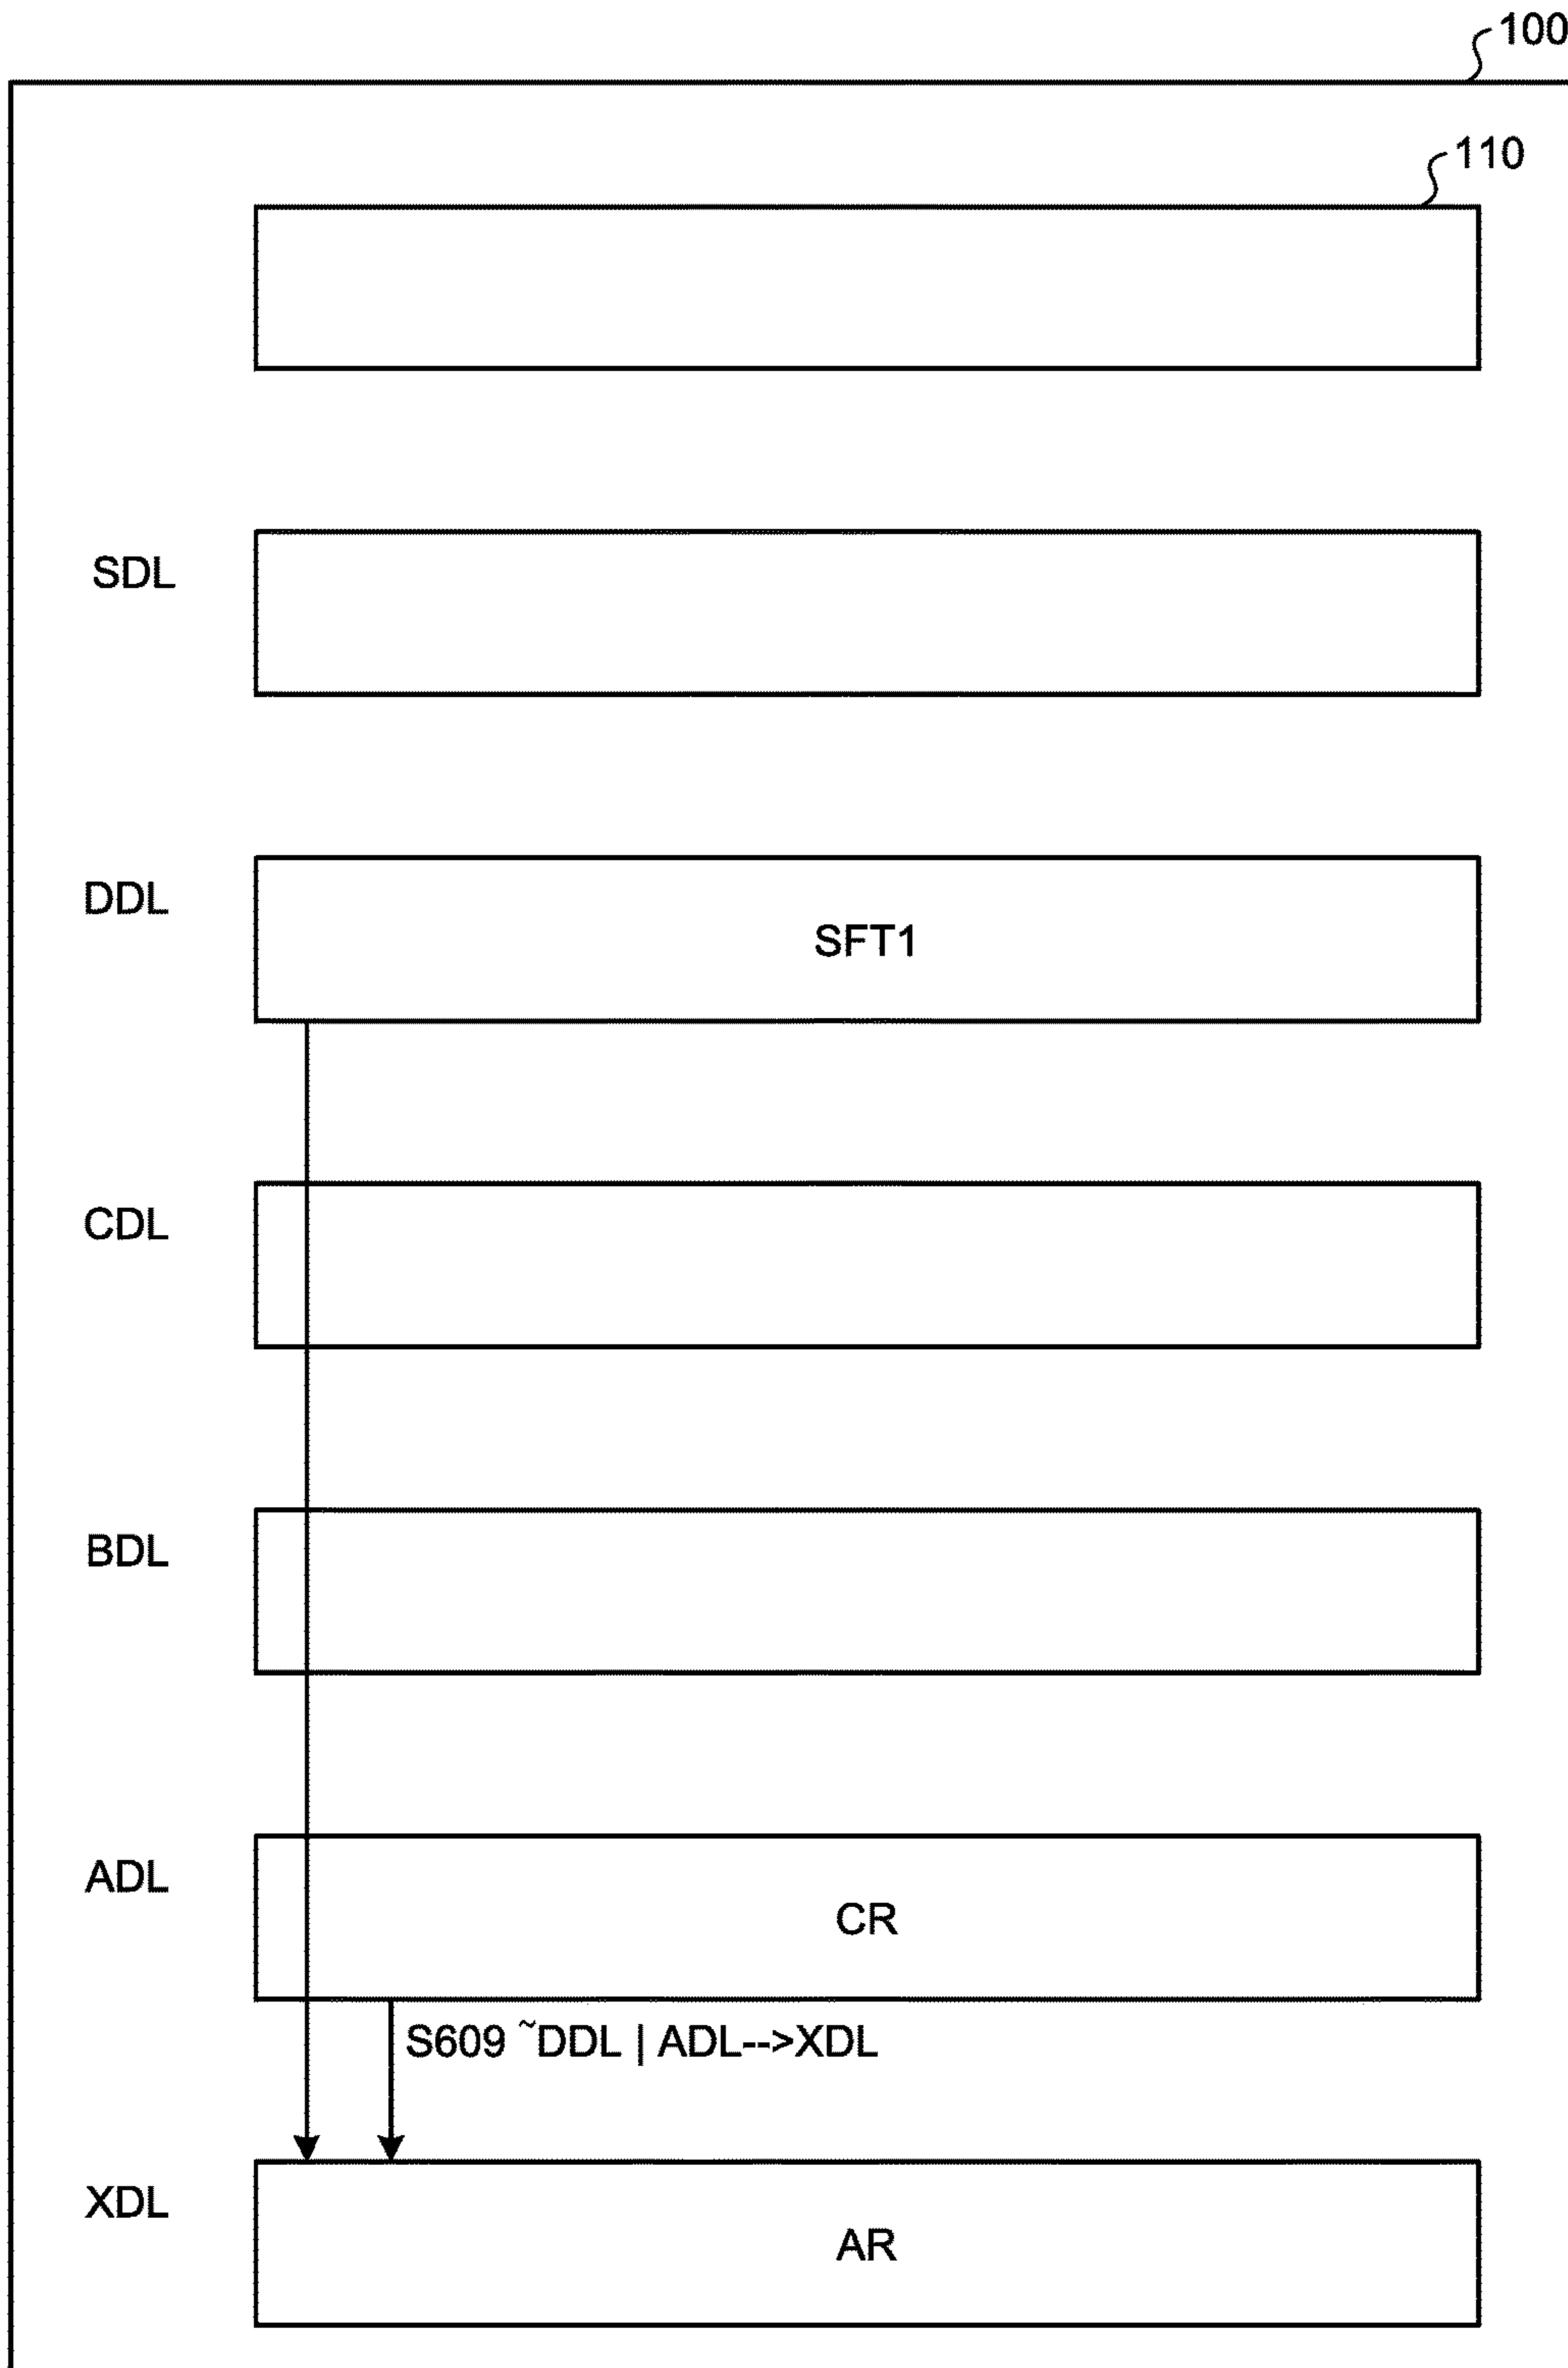 100
110
SDL
DDL
SFT1
CDL
BDL
ADL
CR
S609 ~DDL | ADL-->XDL
XDL
AR